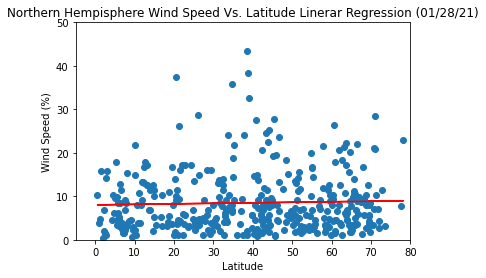 Northern Hempisphere Wind Speed Vs. Latitude Linerar Regression (01/28/21)
50
40
30
20
10
0
Wind Speed (%)
0 10 20 30 40 50 60 70 80
Latitude